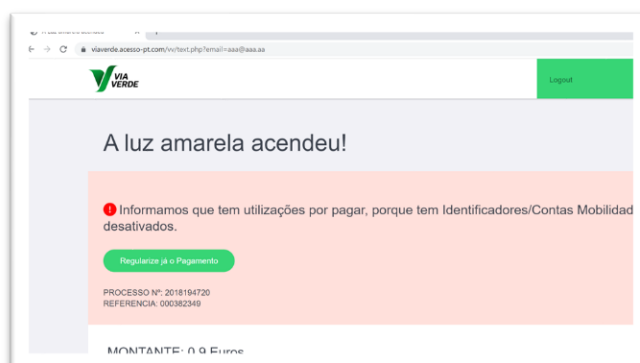 viaverde.acesso-pt.com/vv/text.php?email=aaa@aaa.aa
VIA
VERDE
Logout
A luz amarela acendeu!
Informamos que tem utilizações por pagar, porque tem Identificadores/Contas Mobilidad
desativados.
Regularize já o Pagamento
PROCESSO Nº: 2018194720
REFERENCIA: 000382349
MONTANTE: 0.9 Euros